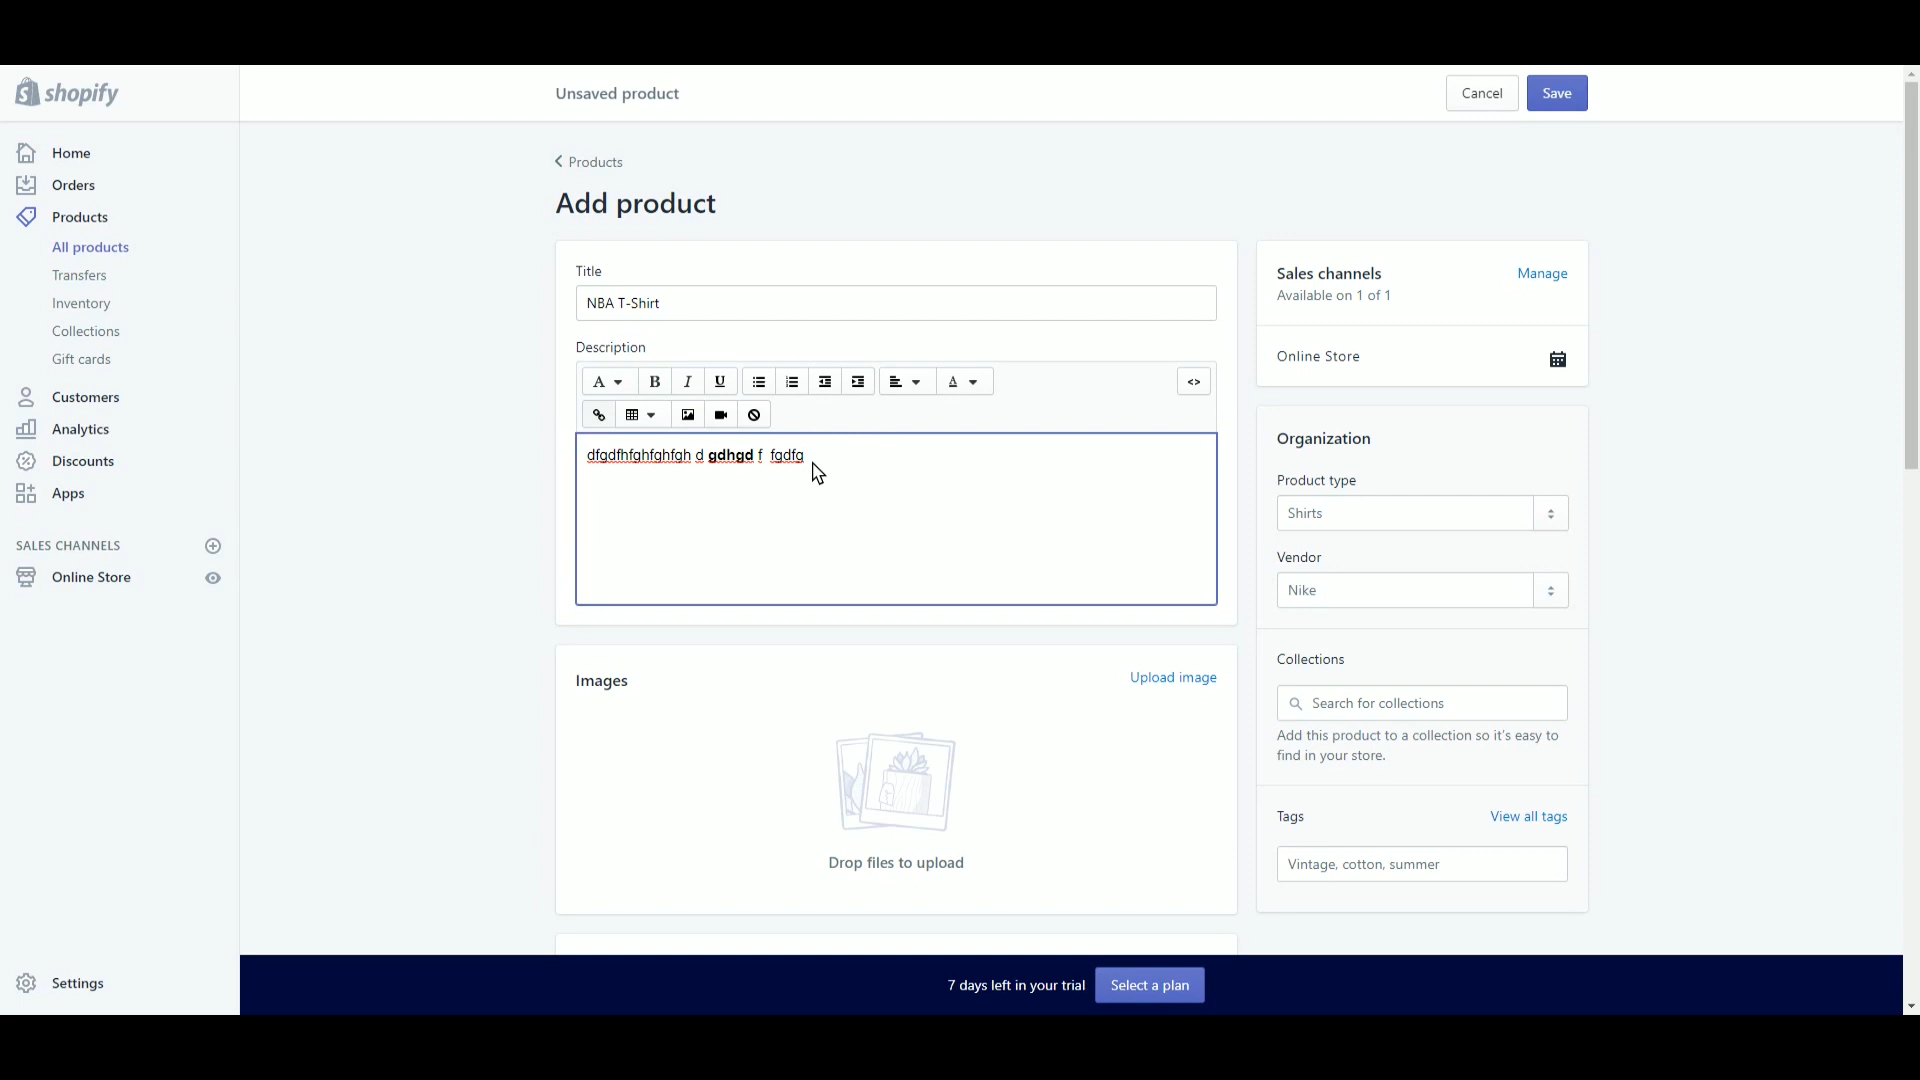 shopify
Unsaved product
Cancel
Save
Home
Orders
Products
All products
Transfers
Inventory
Collections
Gift cards
Customers
Analytics
Discounts
Apps
SALES CHANNELS
Online Store
Settings
Products
Add product
Title
NBA T-Shirt
Description
A B I U A <>
dfgdfhfghfghfgh d gdhgd f fgdfg
Images
Upload image
Drop files to upload
Sales channels
Manage
Available on 1 of 1
Online Store
Organization
Product type
Shirts
Vendor
Nike
Collections
Search for collections
Add this product to a collection so it's easy to
find in your store.
Tags
View all tags
Vintage, cotton, summer
7 days left in your trial
Select a plan